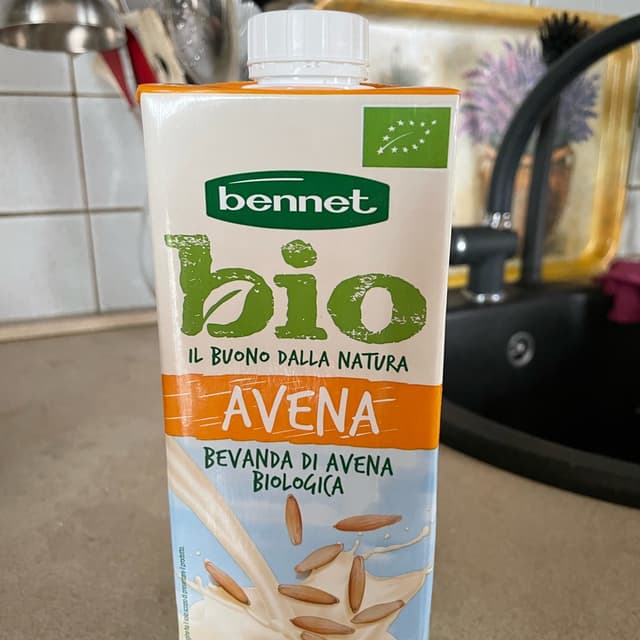 bennet
bio
IL BUONO DALLA NATURA
AVENA
BEVANDA DI AVENA
BIOLOGICA